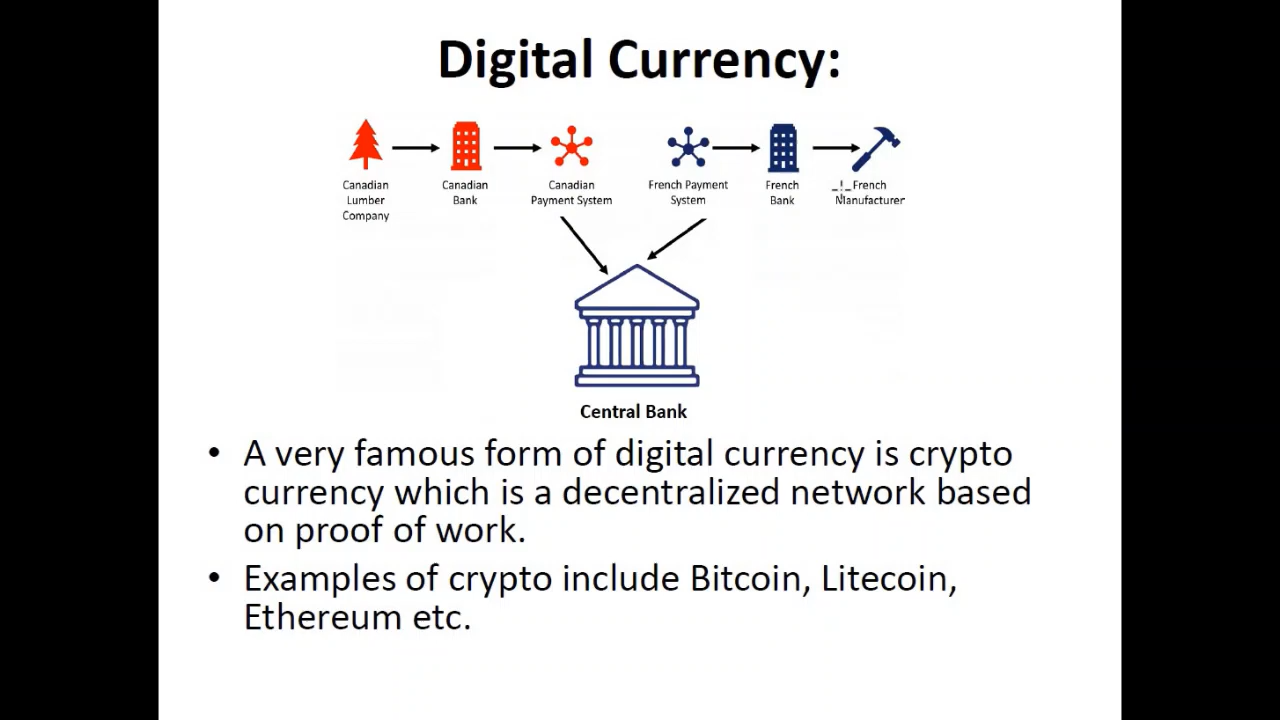 Digital Currency:
Canadian
Lumber
Company
Canadian
Bank
Canadian
Payment System
French Payment
System
French
Bank
French
Manufacturer
Central Bank
• A very famous form of digital currency is crypto
currency which is a decentralized network based
on proof of work.
• Examples of crypto include Bitcoin, Litecoin,
Ethereum etc.